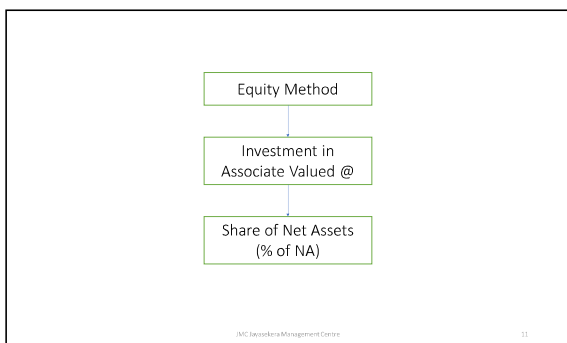 Equity Method
Investment in
Associate Valued @
Share of Net Assets
(% of NA)
JMC Jayasekera Management Centre
11